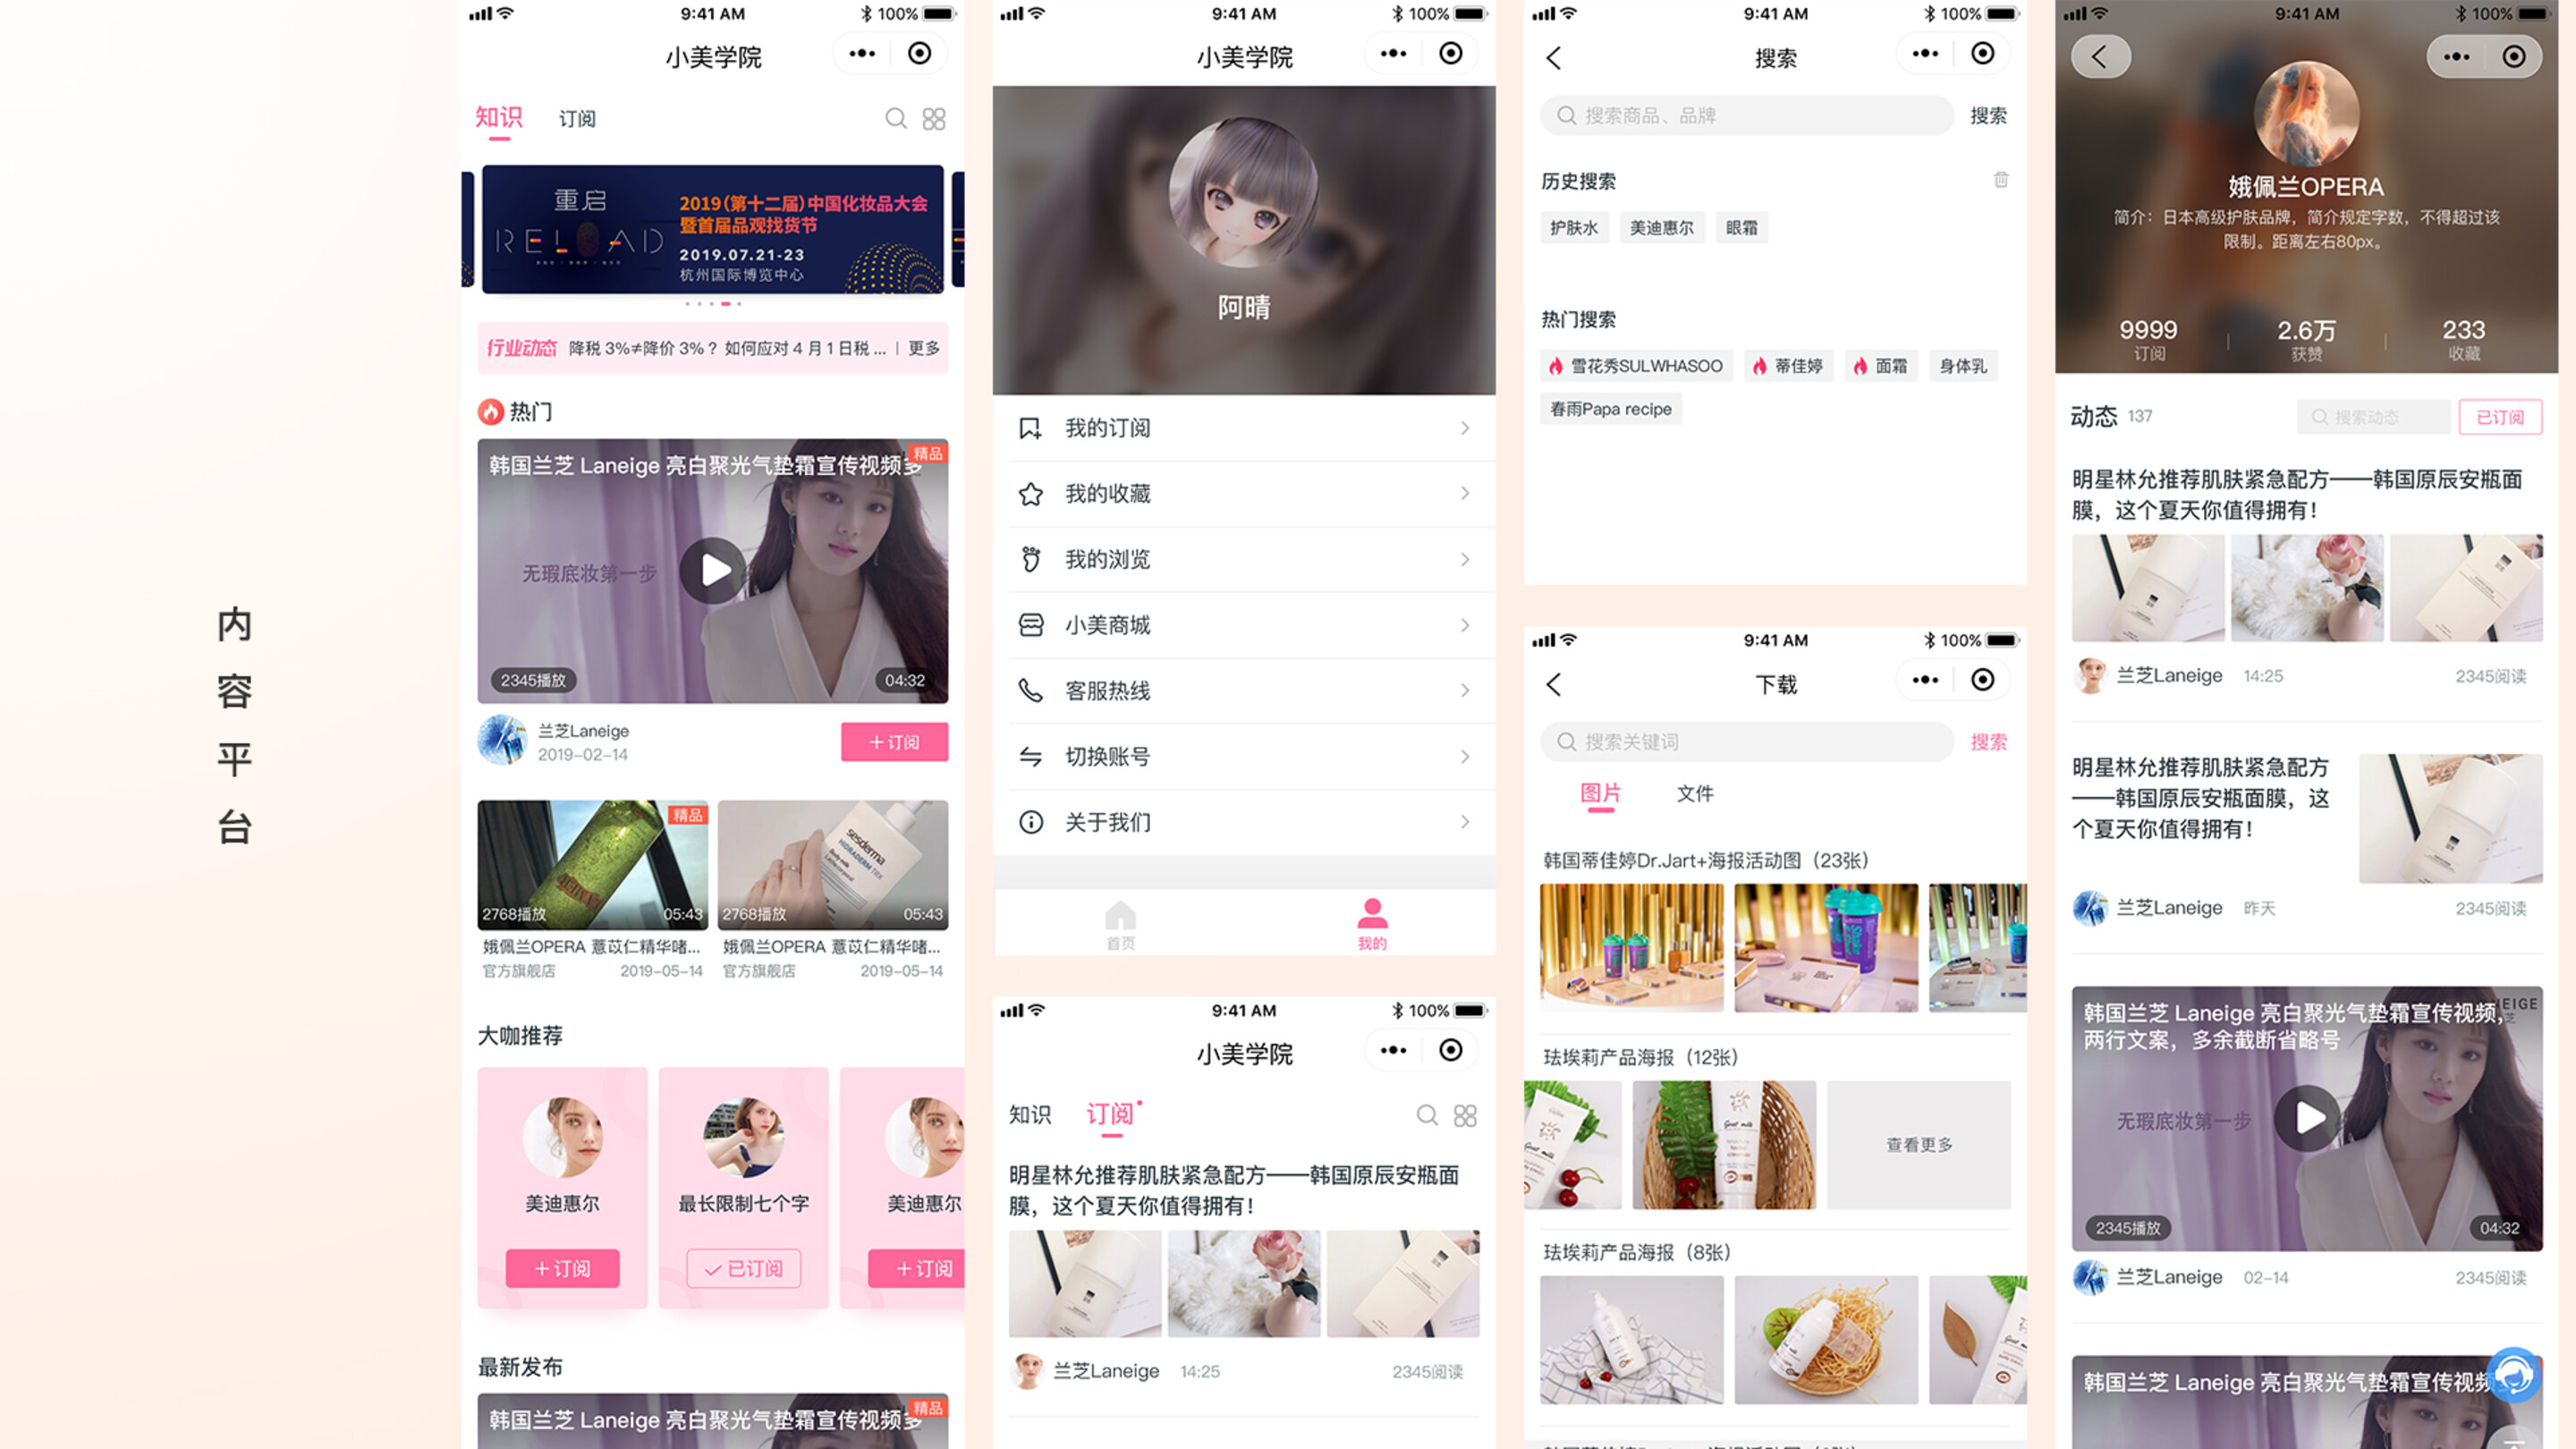 内
容
平
台
9:41 AM
100%
小美学院
知识
订阅
重启
RELOAD
2019(第十二届)中国化妆品大会
暨首届品观找货节
2019.07.21-23
杭州国际博览中心
行业动态
降税 3%≠降价 3%？如何应对 4 月 1 日税 ...
更多
热门
韩国兰芝 Laneige 亮白聚光气垫霜宣传视频多
精品
无瑕底妆第一步
2345播放
04:32
兰芝Laneige
2019-02-14
+ 订阅
精品
sesderma
HIDRADERM TRX
Body milk
2768播放
05:43
2768播放
05:43
娥佩兰OPERA 薏苡仁精华啫...
娥佩兰OPERA 薏苡仁精华啫...
官方旗舰店
2019-05-14
官方旗舰店
2019-05-14
大咖推荐
美迪惠尔
最长限制七个字
美迪惠尔
+ 订阅
已订阅
+ 订阅
最新发布
韩国兰芝 Laneige 亮白聚光气垫霜宣传视频多
精品
9:41 AM
100%
小美学院
阿晴
我的订阅
我的收藏
我的浏览
小美商城
客服热线
切换账号
关于我们
首页
我的
9:41 AM
100%
小美学院
知识
订阅
明星林允推荐肌肤紧急配方——韩国原辰安瓶面
膜，这个夏天你值得拥有！
兰芝Laneige
14:25
2345阅读
9:41 AM
100%
搜索
搜索商品、品牌
搜索
历史搜索
护肤水
美迪惠尔
眼霜
热门搜索
雪花秀SULWHASOO
蒂佳婷
面霜
身体乳
春雨Papa recipe
9:41 AM
100%
下载
搜索关键词
搜索
图片
文件
韩国蒂佳婷Dr.Jart+海报活动图（23张）
珐埃莉产品海报（12张）
Goat milk
查看更多
珐埃莉产品海报（8张）
9:41 AM
100%
娥佩兰OPERA
简介：日本高级护肤品牌，简介规定字数，不得超过该
限制。距离左右80px。
9999
2.6万
233
订阅
获赞
收藏
动态
137
搜索动态
已订阅
明星林允推荐肌肤紧急配方——韩国原辰安瓶面
膜，这个夏天你值得拥有！
兰芝Laneige
14:25
2345阅读
明星林允推荐肌肤紧急配方
——韩国原辰安瓶面膜，这
个夏天你值得拥有！
兰芝Laneige
昨天
2345阅读
韩国兰芝 Laneige 亮白聚光气垫霜宣传视频，
两行文案，多余截断省略号
无瑕底妆第一步
2345播放
04:32
兰芝Laneige
02-14
2345阅读
韩国兰芝 Laneige 亮白聚光气垫霜宣传视频